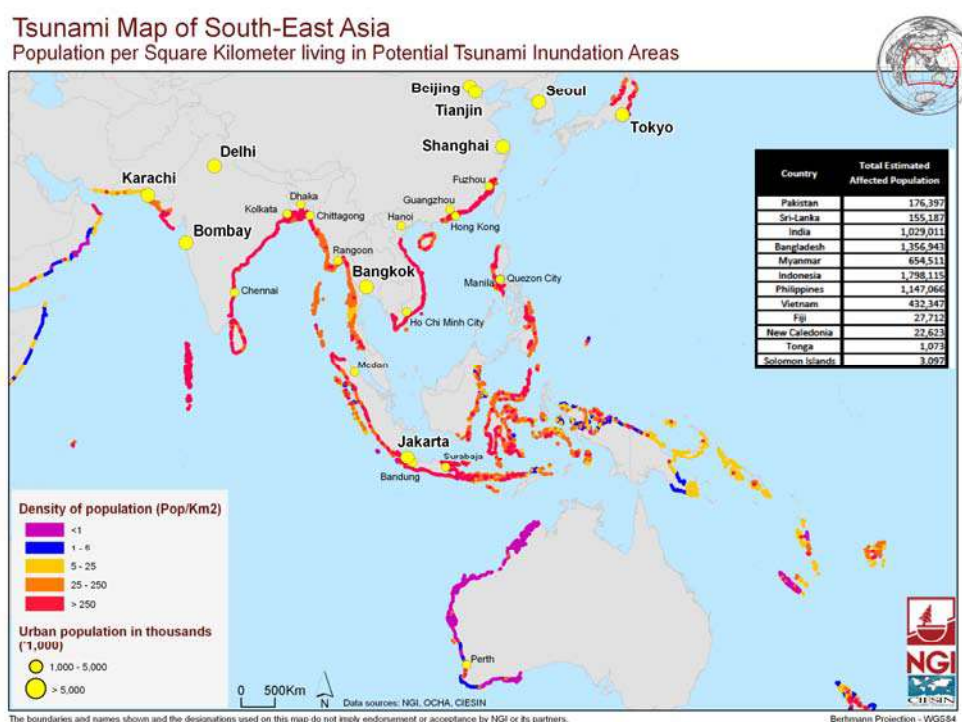 Tsunami Map of South-East Asia
Population per Square Kilometer living in Potential Tsunami Inundation Areas
Beijing
Seoul
Tianjin
Tokyo
Delhi
Shanghai
Karachi
Fuzhou
Dhaka
Guangzhou
Kolkata
Chittagong
Hanoi
Hong Kong
Bombay
Rangoon
Bangkok
Manila
Quezon City
Chennai
Ho Chi Minh City
Medan
Jakarta
Surabaja
Bandung
Perth
Country Total Estimated Affected Population
Pakistan 176,397
Sri-Lanka 155,187
India 1,029,011
Bangladesh 1,356,943
Myanmar 654,511
Indonesia 1,798,115
Philippines 1,147,066
Vietnam 432,347
Fiji 27,712
New Caledonia 22,623
Tonga 1,073
Solomon Islands 3,097
Density of population (Pop/Km2)
<1
1 - 5
5 - 25
25 - 250
> 250
Urban population in thousands
('1,000)
1,000 - 5,000
> 5,000
0 500Km
N
Data sources: NGI, OCHA, CIESIN
NGI
CIESIN
The boundaries and names shown and the designations used on this map do not imply endorsement or acceptance by NGI or its partners.
Berhmann Projection - WGS84